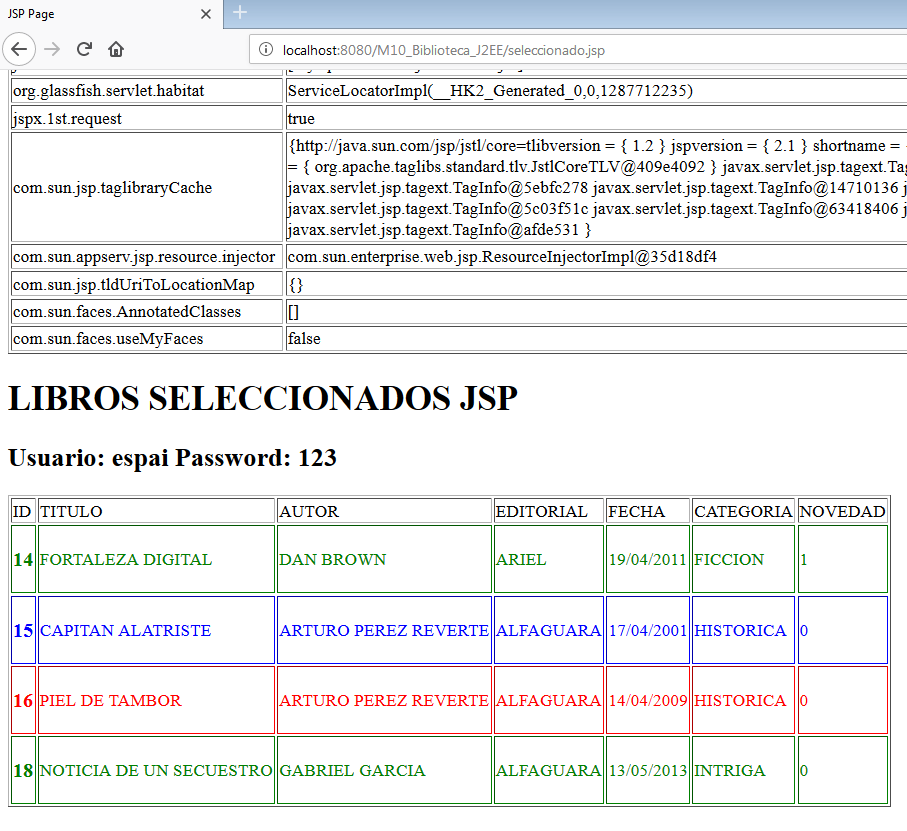 JSP Page
localhost:8080/M10_Biblioteca_J2EE/seleccionado.jsp
org.glassfish.servlet.habitat ServiceLocatorImpl(__HK2_Generated_0,0,1287712235)
jspx.1st.request true
{http://java.sun.com/jsp/jstl/core=tlibversion = { 1.2 } jspversion = { 2.1 } shortname =
= { org.apache.taglibs.standard.tlv.JstlCoreTLV@409e4092 } javax.servlet.jsp.tagext.Tag
com.sun.jsp.taglibraryCache javax.servlet.jsp.tagext.TagInfo@5ebfc278 javax.servlet.jsp.tagext.TagInfo@14710136 j
javax.servlet.jsp.tagext.TagInfo@5c03f51c javax.servlet.jsp.tagext.TagInfo@63418406 j
javax.servlet.jsp.tagext.TagInfo@afde531 }
com.sun.appserv.jsp.resource.injector com.sun.enterprise.web.jsp.ResourceInjectorImpl@35d18df4
com.sun.jsp.tldUriToLocationMap {}
com.sun.faces.AnnotatedClasses []
com.sun.faces.useMyFaces false
LIBROS SELECCIONADOS JSP
Usuario: espai Password: 123
ID TITULO AUTOR EDITORIAL FECHA CATEGORIA NOVEDAD
14 FORTALEZA DIGITAL DAN BROWN ARIEL 19/04/2011 FICCION 1
15 CAPITAN ALATRISTE ARTURO PEREZ REVERTE ALFAGUARA 17/04/2001 HISTORICA 0
16 PIEL DE TAMBOR ARTURO PEREZ REVERTE ALFAGUARA 14/04/2009 HISTORICA 0
18 NOTICIA DE UN SECUESTRO GABRIEL GARCIA ALFAGUARA 13/05/2013 INTRIGA 0